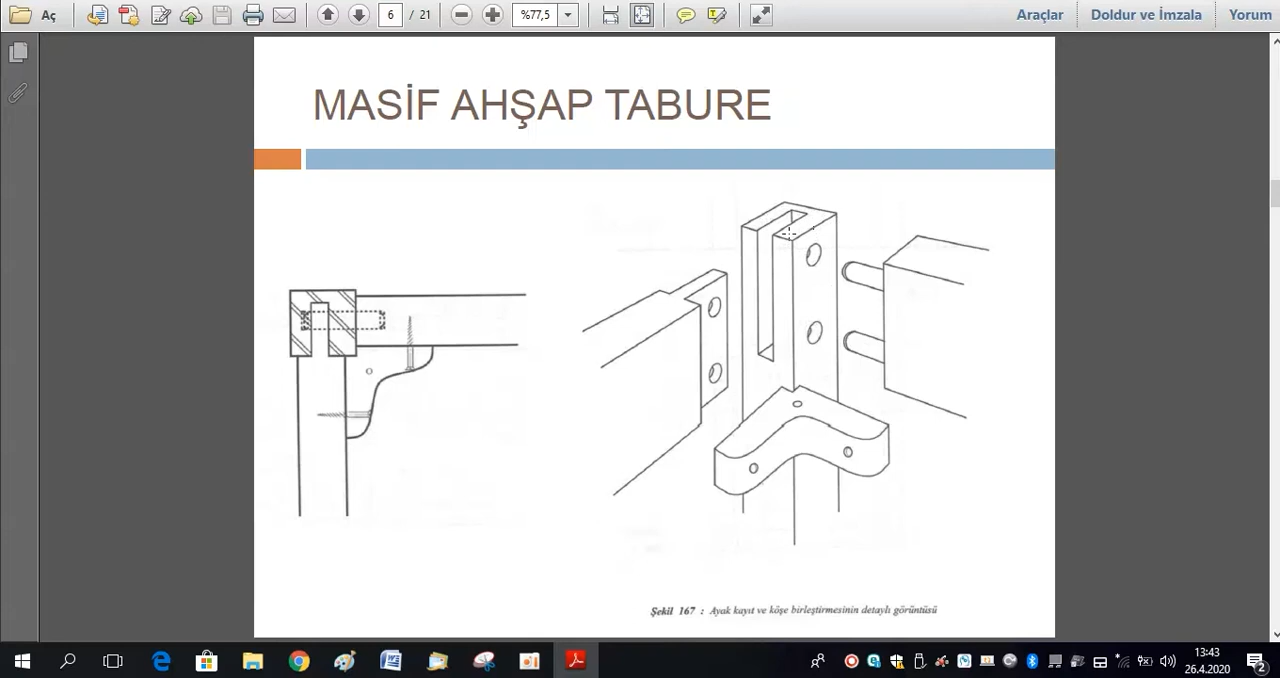 Aç
6 / 21
%77,5
Araçlar
Doldur ve İmzala
Yorum
MASİF AHŞAP TABURE
Şekil 167 : Ayak kayıt ve köşe birleştirmesinin detaylı görüntüsü
13:43
26.4.2020
2